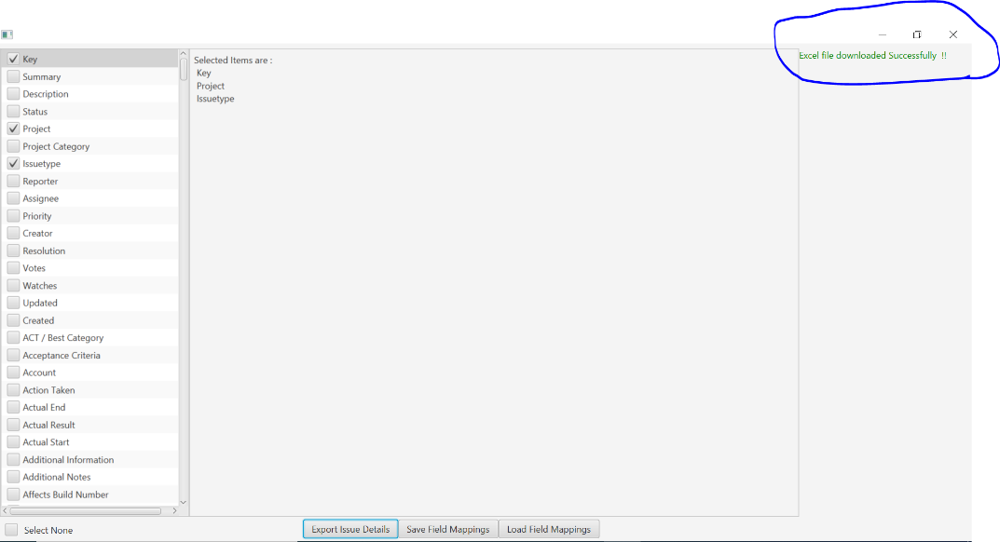 Excel file downloaded Successfully !!
Key
Summary
Description
Status
Project
Project Category
Issuetype
Reporter
Assignee
Priority
Creator
Resolution
Votes
Watches
Updated
Created
ACT / Best Category
Acceptance Criteria
Account
Action Taken
Actual End
Actual Result
Actual Start
Additional Information
Additional Notes
Affects Build Number
Selected Items are :
Key
Project
Issuetype
Select None
Export Issue Details
Save Field Mappings
Load Field Mappings